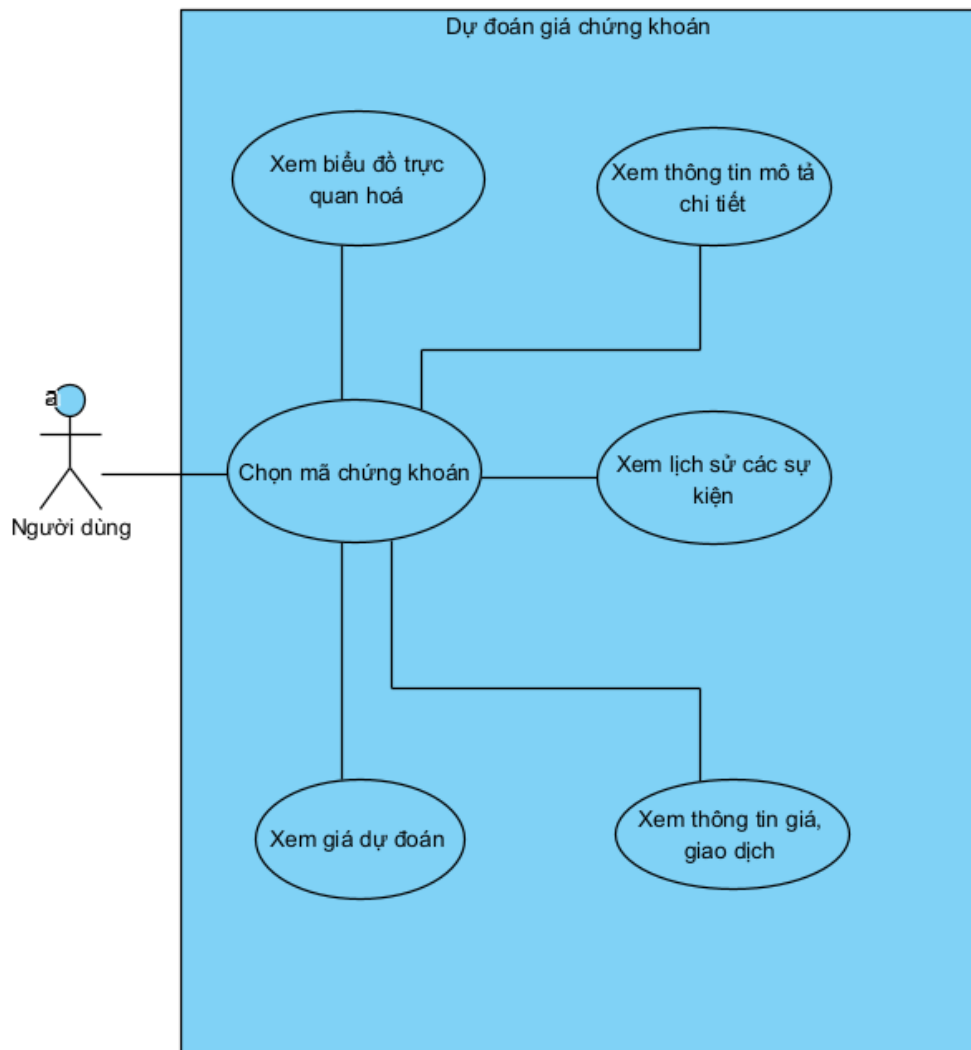 Dự đoán giá chứng khoán
Xem biểu đồ trực
quan hoá
Xem thông tin mô tả
chi tiết
a
Người dùng
Chọn mã chứng khoán
Xem lịch sử các sự
kiện
Xem giá dự đoán
Xem thông tin giá,
giao dịch